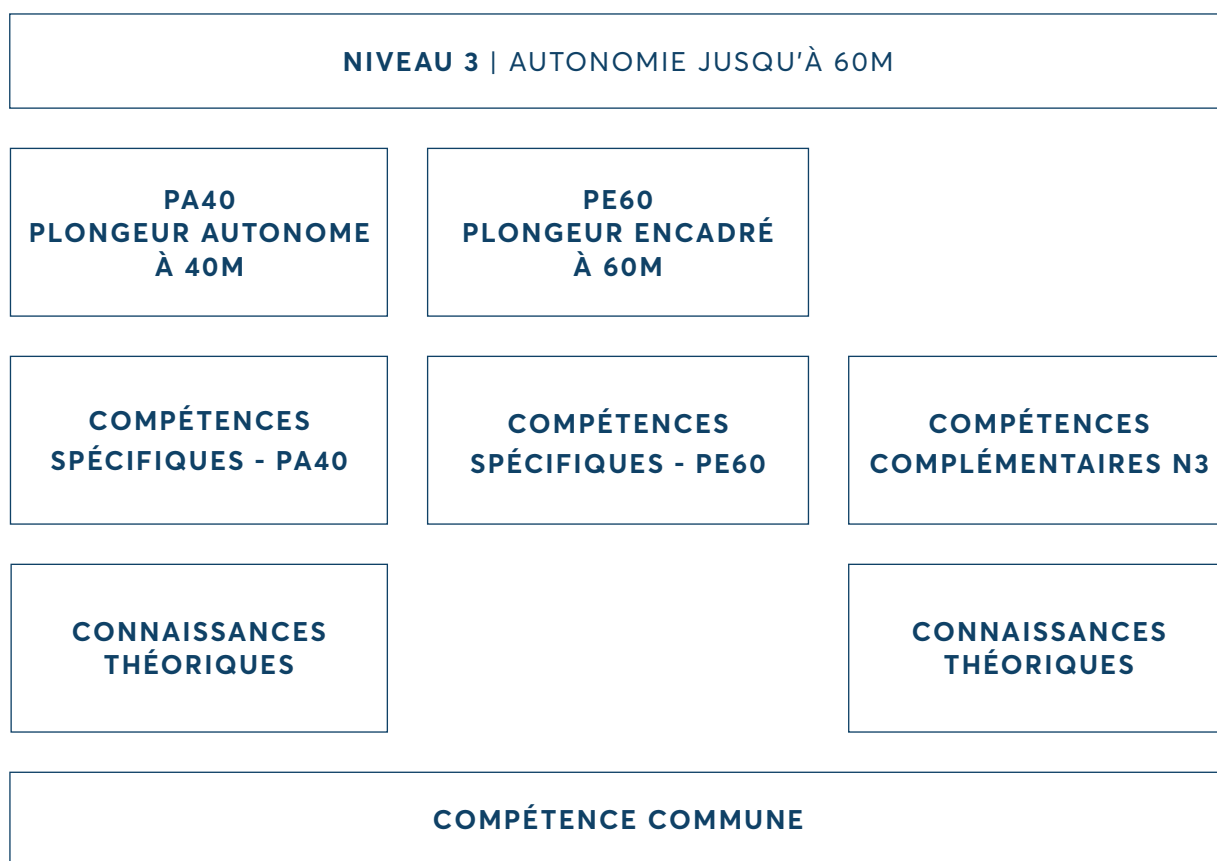 NIVEAU 3 | AUTONOMIE JUSQU'À 60M
PA40
PLONGEUR AUTONOME
À 40M
PE60
PLONGEUR ENCADRÉ
À 60M
COMPÉTENCES
SPÉCIFIQUES - PA40
COMPÉTENCES
SPÉCIFIQUES - PE60
COMPÉTENCES
COMPLÉMENTAIRES N3
CONNAISSANCES
THÉORIQUES
CONNAISSANCES
THÉORIQUES
COMPÉTENCE COMMUNE